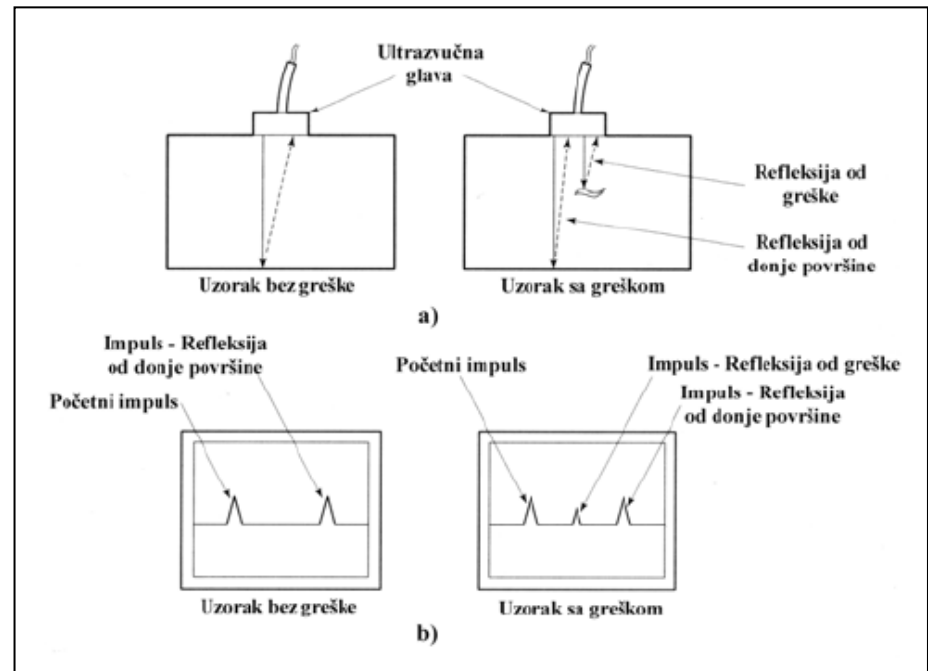 Ultrazvučna
glava
Refleksija od
greške
Refleksija od
donje površine
Uzorak bez greške
Uzorak sa greškom
a)
Impuls - Refleksija
od donje površine
Početni impuls
Početni impuls
Impuls - Refleksija od greške
Impuls - Refleksija
od donje površine
Uzorak bez greške
Uzorak sa greškom
b)